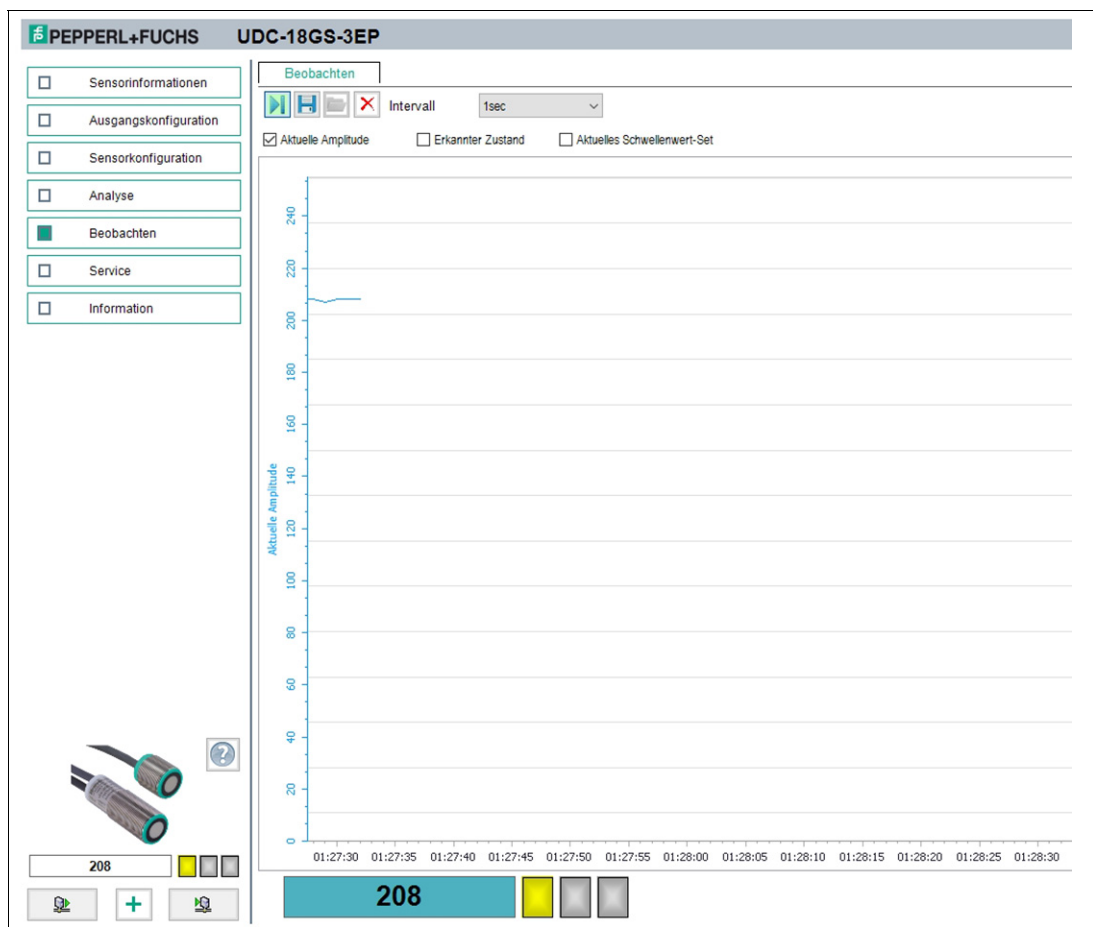 PEPPERL+FUCHS UDC-18GS-3EP
Sensorinformationen
Ausgangskonfiguration
Sensorkonfiguration
Analyse
Beobachten
Service
Information
208
Beobachten
Intervall 1sec
Aktuelle Amplitude Erkannter Zustand Aktuelles Schwellenwert-Set
Aktuelle Amplitude
240
220
200
180
160
140
120
100
80
60
40
20
0
01:27:30 01:27:35 01:27:40 01:27:45 01:27:50 01:27:55 01:28:00 01:28:05 01:28:10 01:28:15 01:28:20 01:28:25 01:28:30
208